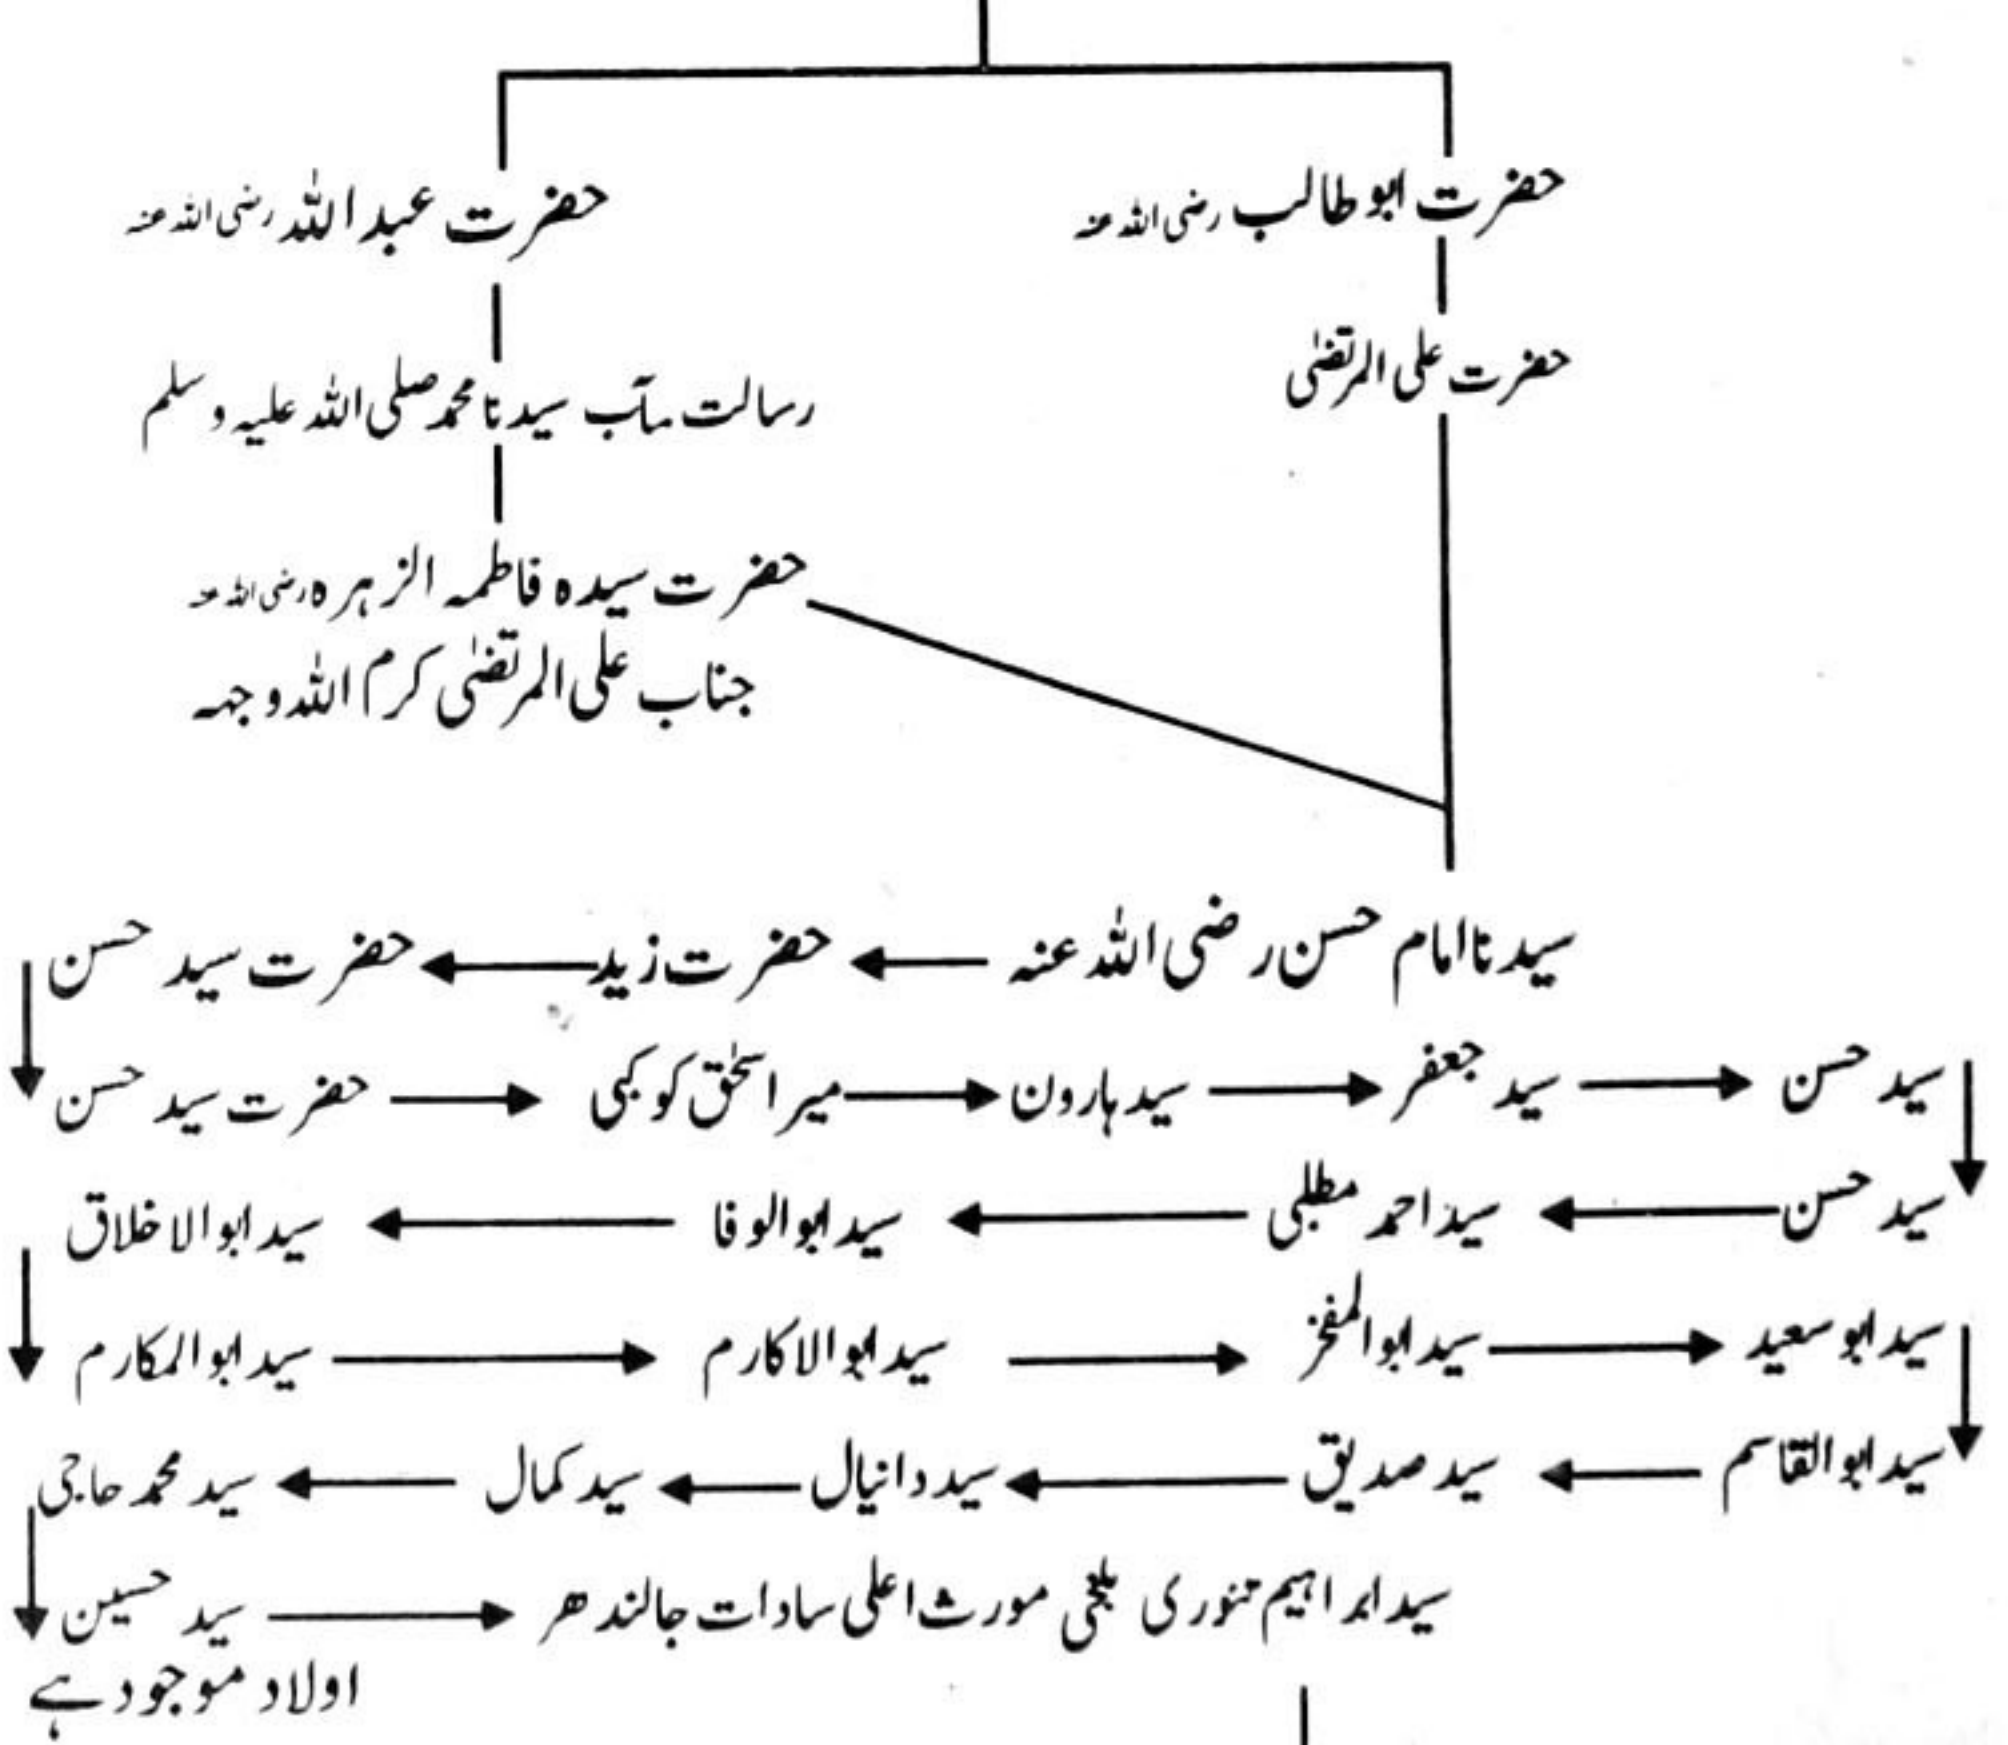 حضرت ابو طالب رضی اللہ عنہ
حضرت عبد اللہ رضی اللہ عنہ
حضرت علی المرتضیٰ
رسالت مآب سیدنا محمد صلی اللہ علیہ وسلم
حضرت سیدہ فاطمہ الزہرہ رضی اللہ عنہ
جناب علی المرتضیٰ کرم اللہ وجہہ
سیدنا امام حسن رضی اللہ عنہ ← حضرت زید ← حضرت سید حسن
سید حسن ← سید جعفر ← سید ہارون ← میر اسحٰق کوکبی ← حضرت سید حسن
سید حسن ← سید احمد مطلبی ← سید ابوالوفا ← سید ابوالاخلاق
سید ابو سعید ← سید ابوالمفخر ← سید ابوالاکارم ← سید ابوالمکارم
سید ابوالقاسم ← سید صدیق ← سید دانیال ← سید کمال ← سید محمد حاجی
سید ابراہیم تنوری بلخی مورث اعلی سادات جالندھر ← سید حسین
اولاد موجود ہے